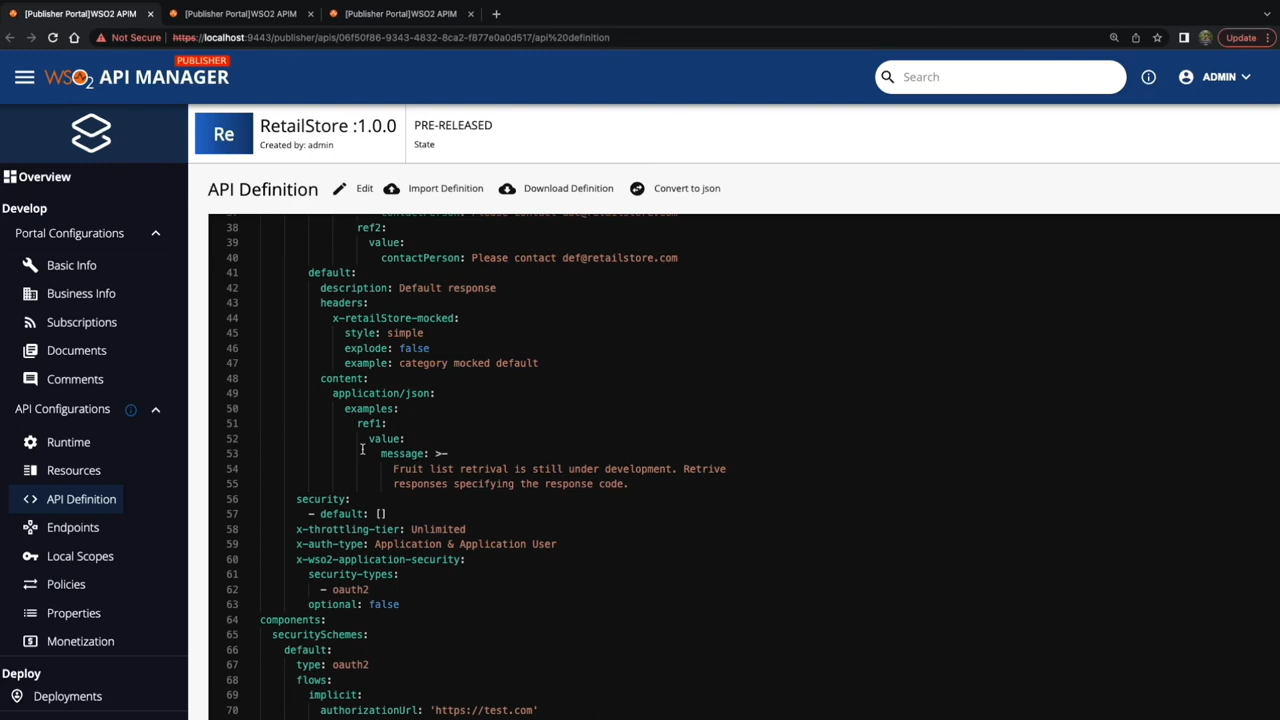 [Publisher Portal]WSO2 APIM
[Publisher Portal]WSO2 APIM
[Publisher Portal]WSO2 APIM
Not Secure
https://localhost:9443/publisher/apis/06f50f86-9343-4832-8ca2-f877e0a0d517/api%20definition
Update
PUBLISHER
WSO2 API MANAGER
Search
ADMIN
Re
RetailStore :1.0.0
Created by: admin
PRE-RELEASED
State
Overview
Develop
Portal Configurations
Basic Info
Business Info
Subscriptions
Documents
Comments
API Configurations
Runtime
Resources
API Definition
Endpoints
Local Scopes
Policies
Properties
Monetization
Deploy
Deployments
API Definition
Edit
Import Definition
Download Definition
Convert to json
38 ref2:
39 value:
40 contactPerson: Please contact def@retailstore.com
41 default:
42 description: Default response
43 headers:
44 x-retailStore-mocked:
45 style: simple
46 explode: false
47 example: category mocked default
48 content:
49 application/json:
50 examples:
51 ref1:
52 value:
53 message: >-
54 Fruit list retrival is still under development. Retrive
55 responses specifying the response code.
56 security:
57 - default: []
58 x-throttling-tier: Unlimited
59 x-auth-type: Application & Application User
60 x-wso2-application-security:
61 security-types:
62 - oauth2
63 optional: false
64 components:
65 securitySchemes:
66 default:
67 type: oauth2
68 flows:
69 implicit:
70 authorizationUrl: 'https://test.com'